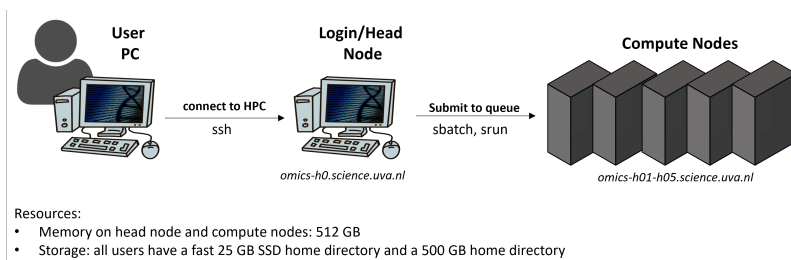 User
PC
Login/Head
Node
Compute Nodes
connect to HPC
ssh
Submit to queue
sbatch, srun
omics-h0.science.uva.nl
omics-h01-h05.science.uva.nl
Resources:
• Memory on head node and compute nodes: 512 GB
• Storage: all users have a fast 25 GB SSD home directory and a 500 GB home directory